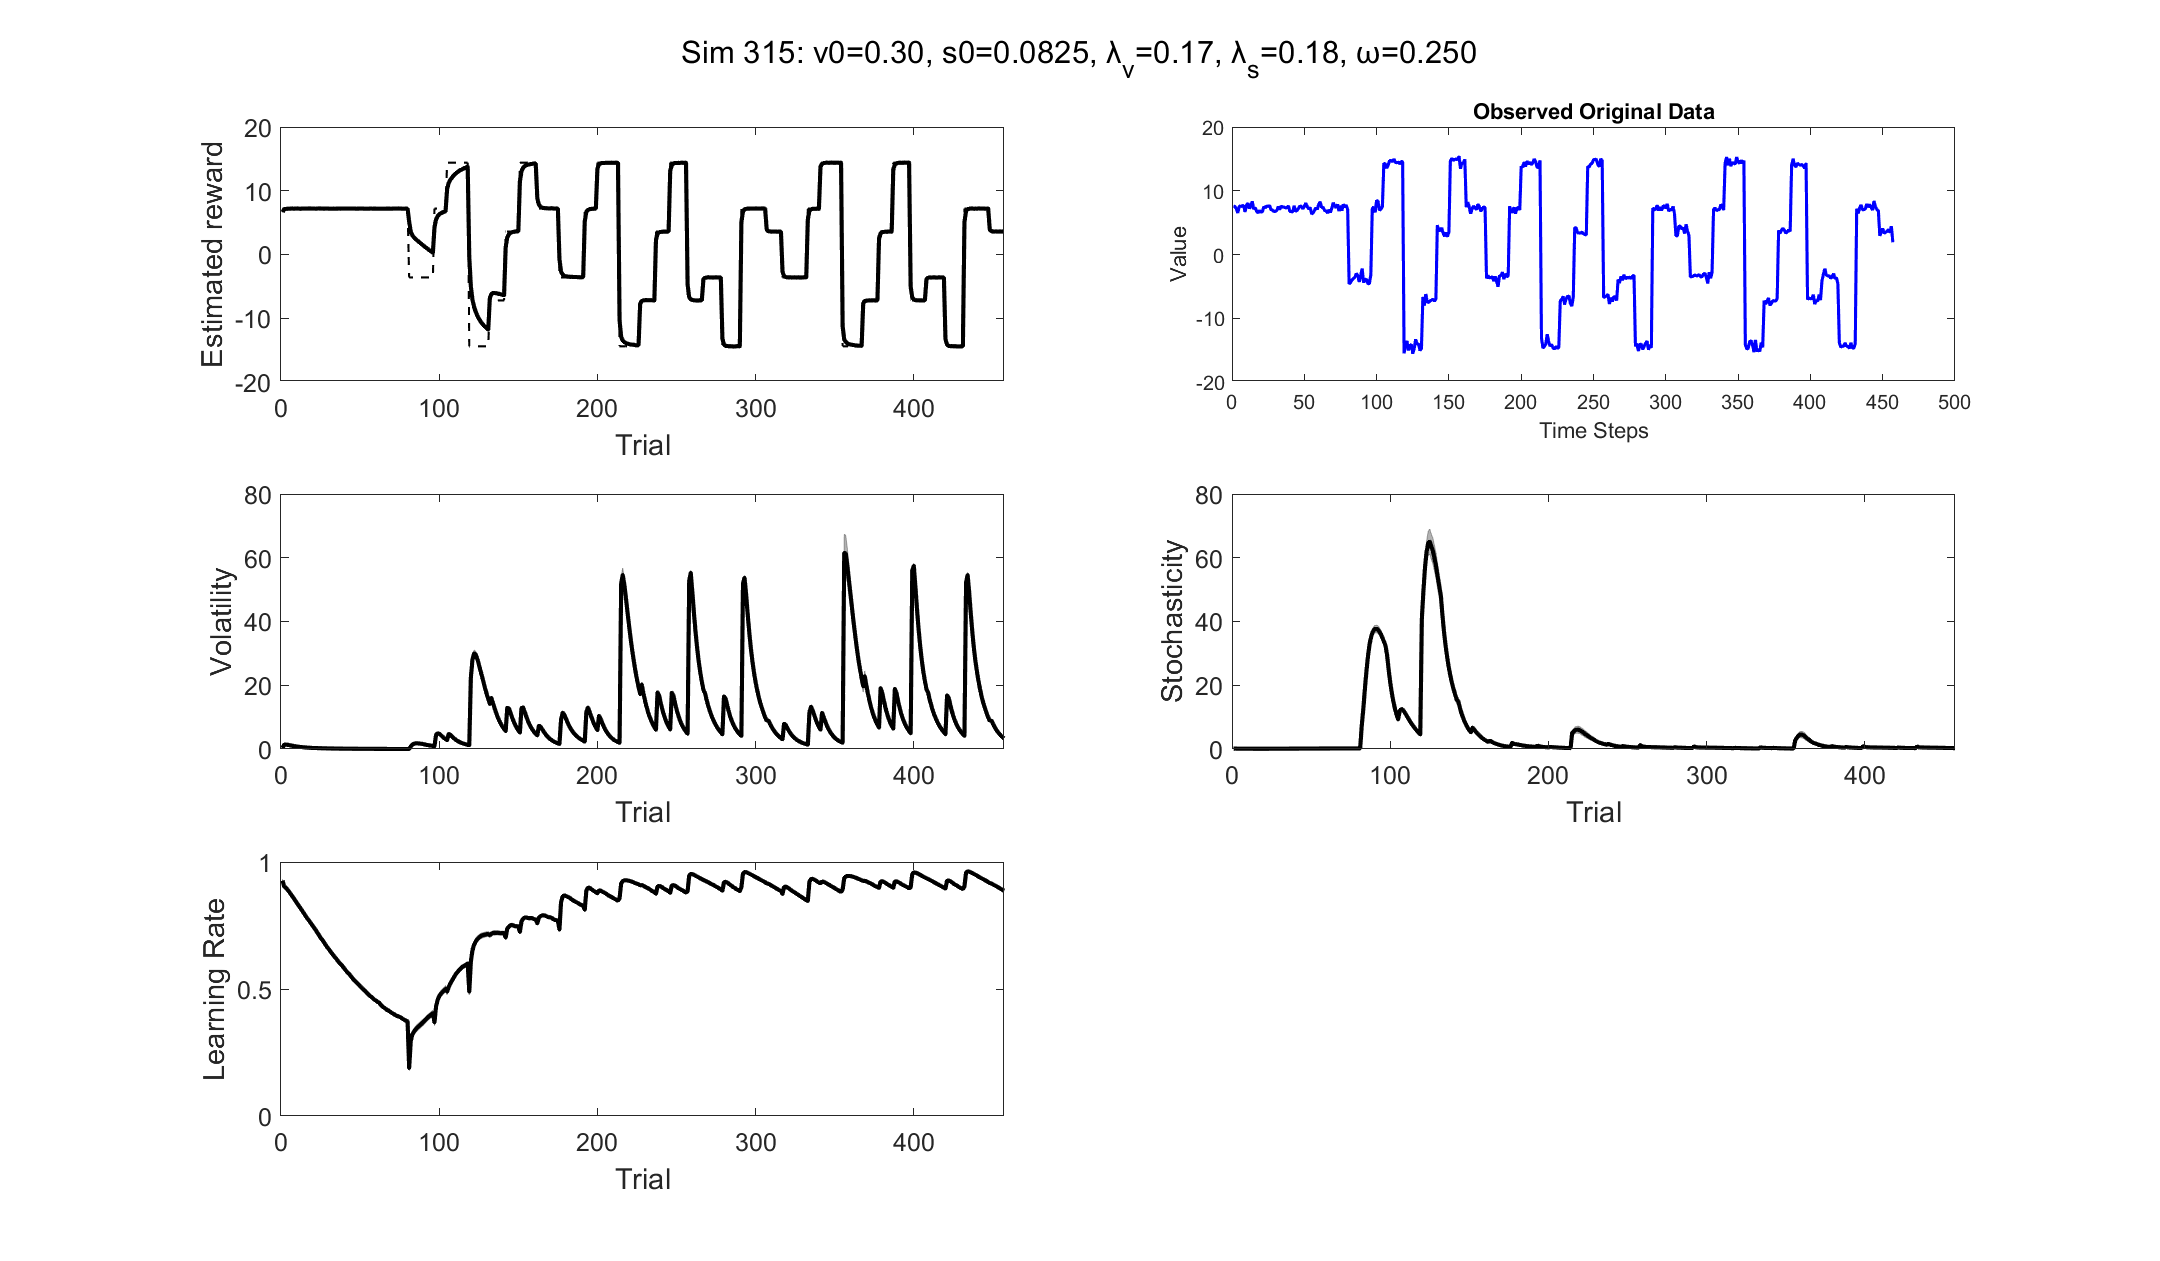 Sim 315: v0=0.30, s0=0.0825, λv=0.17, λs=0.18, ω=0.250
Estimated reward
20
10
0
-10
-20
0 100 200 300 400
Trial
Observed Original Data
Value
20
10
0
-10
-20
0 50 100 150 200 250 300 350 400 450 500
Time Steps
Volatility
80
60
40
20
0
0 100 200 300 400
Trial
Stochasticity
80
60
40
20
0
0 100 200 300 400
Trial
Learning Rate
1
0.5
0
0 100 200 300 400
Trial